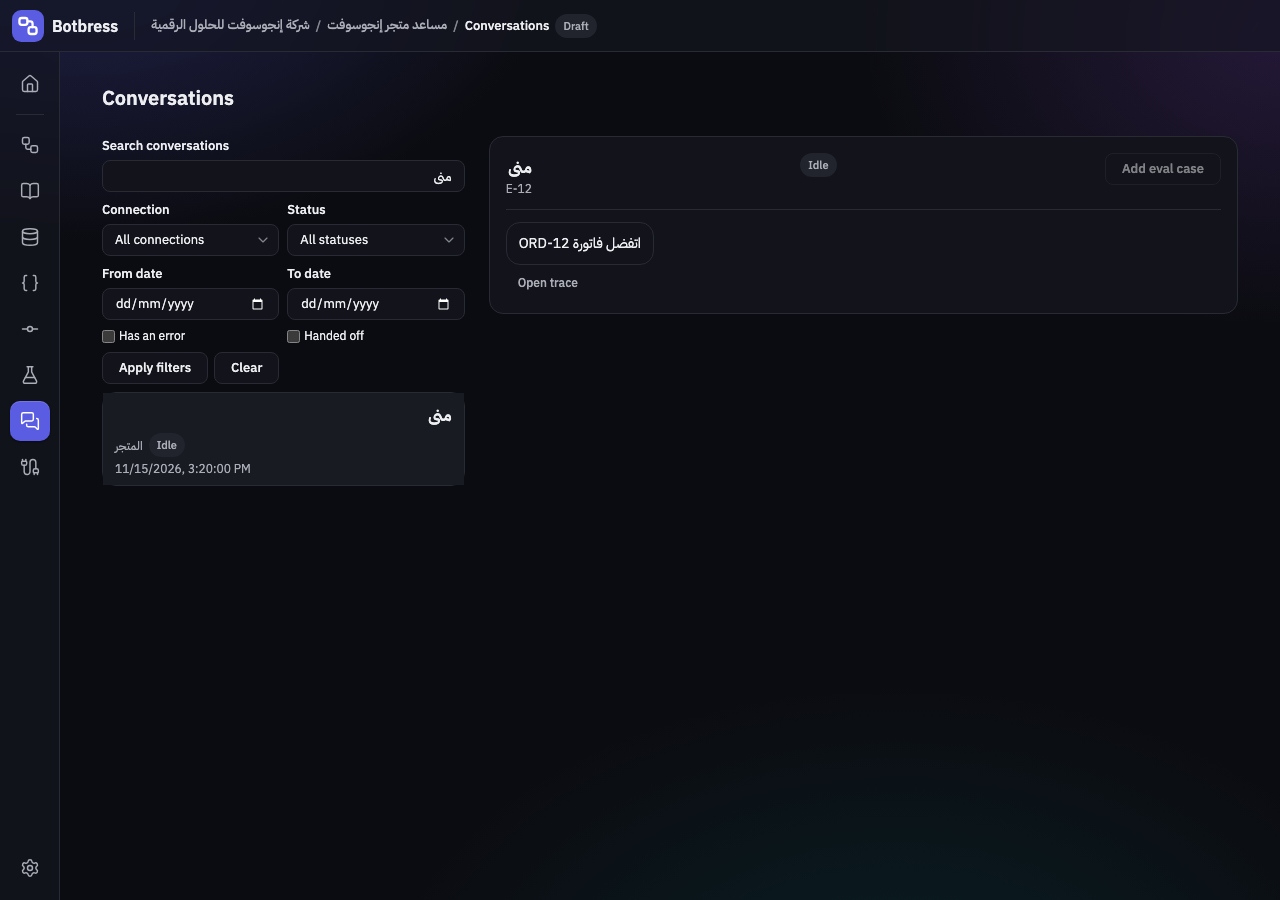 Botbress
شركة إنجوسوفت للحلول الرقمية / مساعد متجر إنجوسوفت / Conversations Draft
Conversations
Search conversations
منى
Connection Status
All connections All statuses
From date To date
dd/mm/yyyy dd/mm/yyyy
Has an error Handed off
Apply filters Clear
منى
المتجر Idle
11/15/2026, 3:20:00 PM
منى Idle Add eval case
E-12
اتفضل فاتورة ORD-12
Open trace